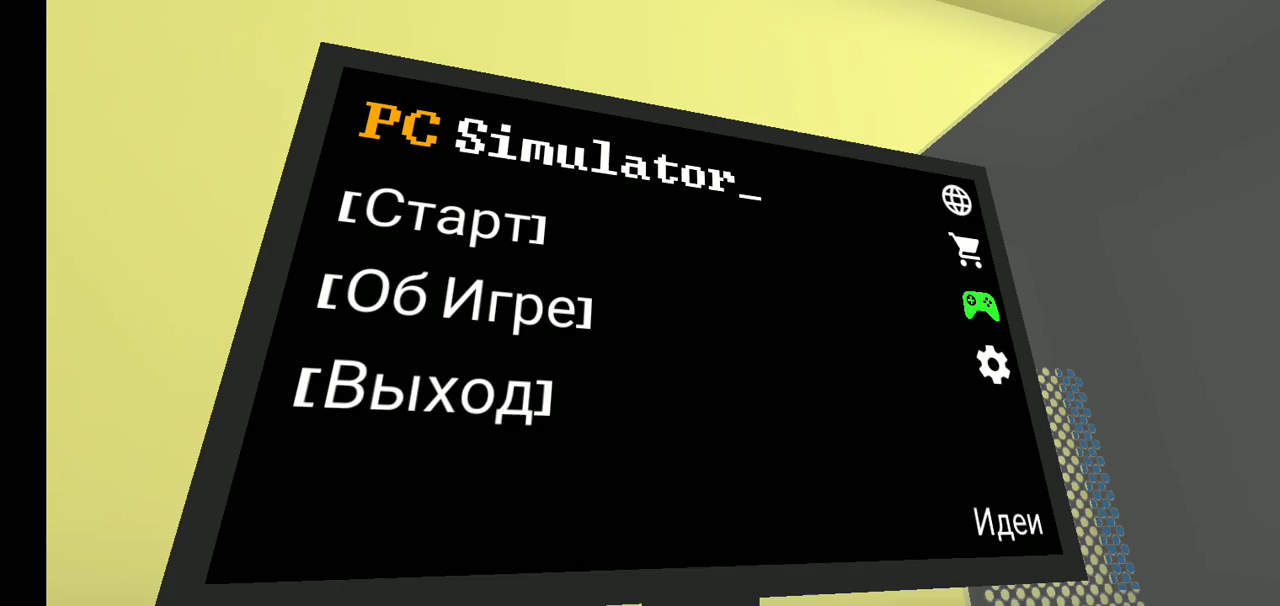 PC Simulator_
[Старт]
[Об Игре]
[Выход]
Идеи